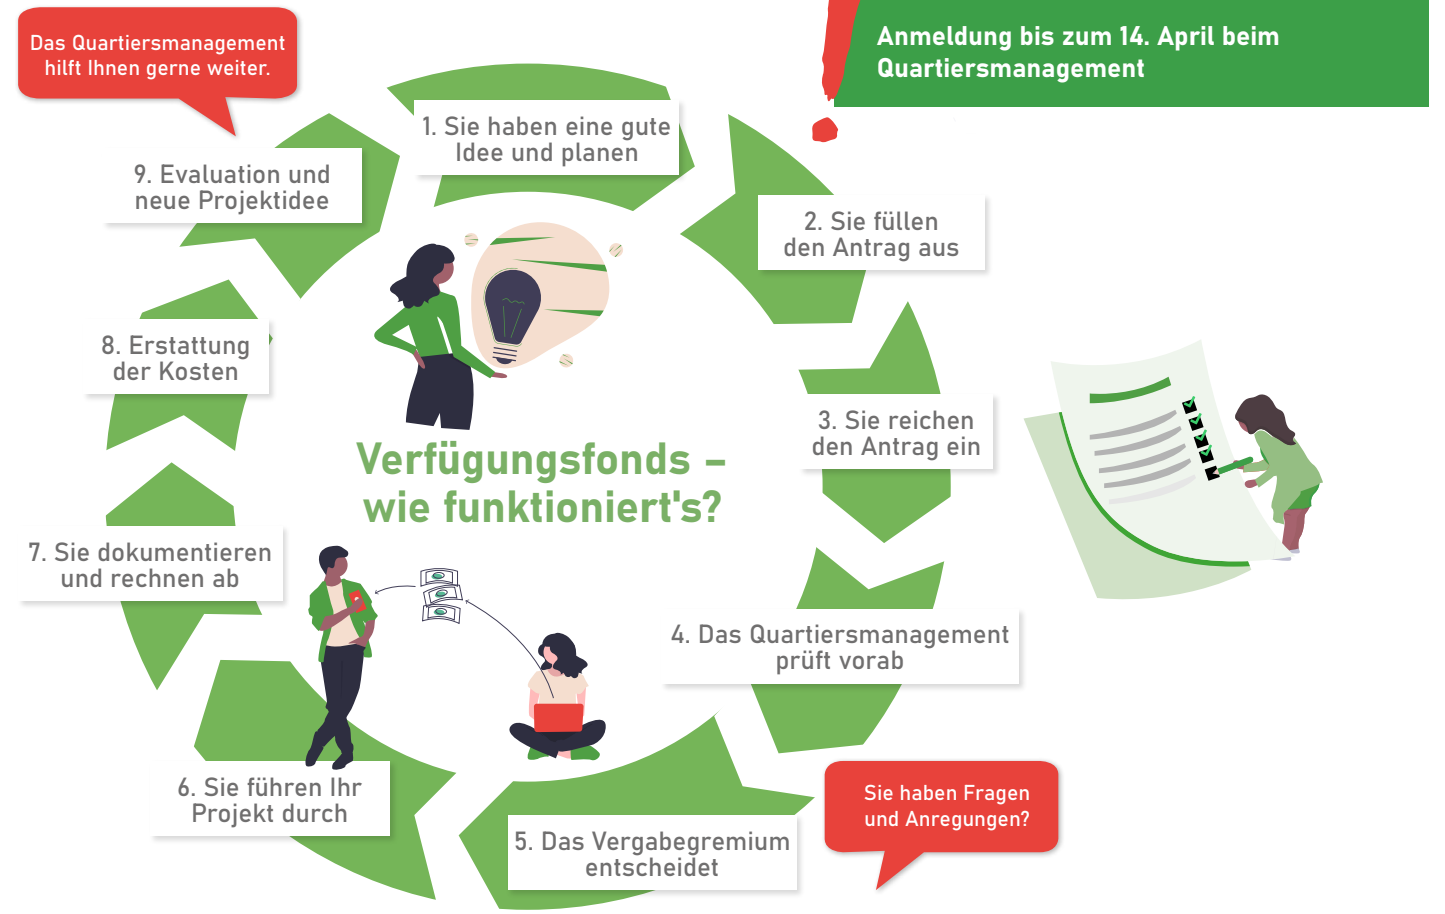 Das Quartiersmanagement
hilft Ihnen gerne weiter.
Anmeldung bis zum 14. April beim
Quartiersmanagement
1. Sie haben eine gute
Idee und planen
2. Sie füllen
den Antrag aus
3. Sie reichen
den Antrag ein
4. Das Quartiersmanagement
prüft vorab
5. Das Vergabegremium
entscheidet
6. Sie führen Ihr
Projekt durch
7. Sie dokumentieren
und rechnen ab
8. Erstattung
der Kosten
9. Evaluation und
neue Projektidee
Verfügungsfonds –
wie funktioniert's?
Sie haben Fragen
und Anregungen?